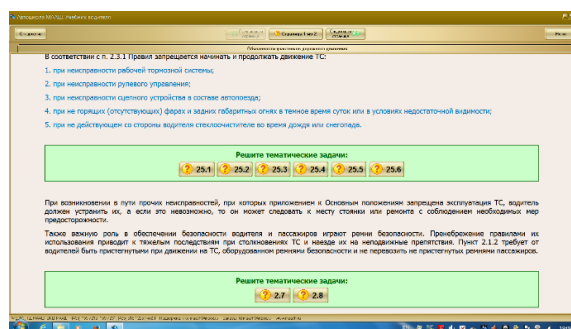 В соответствии с п. 2.3.1 Правил запрещается начинать и продолжать движение ТС:
1. при неисправности рабочей тормозной системы;
2. при неисправности рулевого управления;
3. при неисправности сцепного устройства в составе автопоезда;
4. при не горящих (отсутствующих) фарах и задних габаритных огнях в темное время суток или в условиях недостаточной видимости;
5. при не действующем со стороны водителя стеклоочистителе во время дождя или снегопада.
Решите тематические задачи:
25.1 25.2 25.3 25.4 25.5 25.6
При возникновении в пути прочих неисправностей, при которых приложением к Основным положениям запрещена эксплуатация ТС, водитель
должен устранить их, а если это невозможно, то он может следовать к месту стоянки или ремонта с соблюдением необходимых мер
предосторожности.
Также важную роль в обеспечении безопасности водителя и пассажиров играют ремни безопасности. Пренебрежение правилами их
использования приводит к тяжелым последствиям при столкновениях ТС и наезде их на неподвижные препятствия. Пункт 2.1.2 требует от
водителей быть пристегнутыми при движении на ТС, оборудованном ремнями безопасности и не перевозить не пристегнутых ремнями пассажиров.
Решите тематические задачи:
2.7 2.8